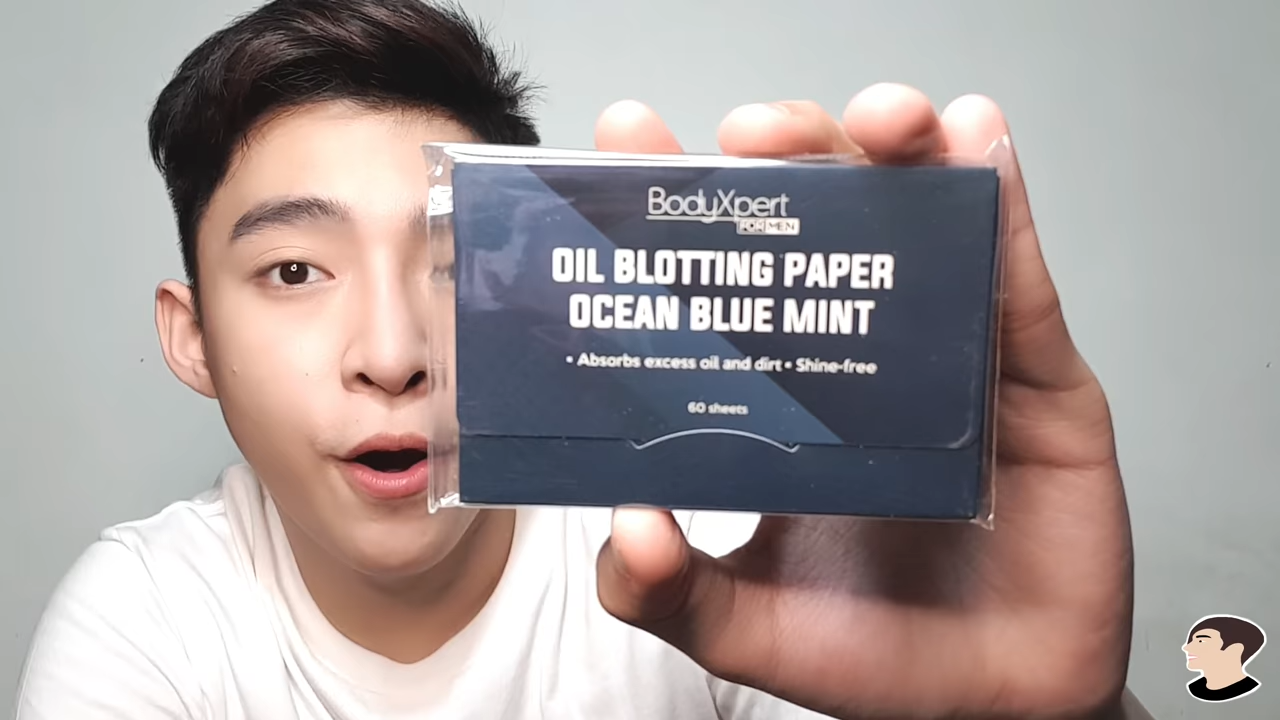 BodyXpert
FOR MEN
OIL BLOTTING PAPER
OCEAN BLUE MINT
• Absorbs excess oil and dirt • Shine-free
60 sheets